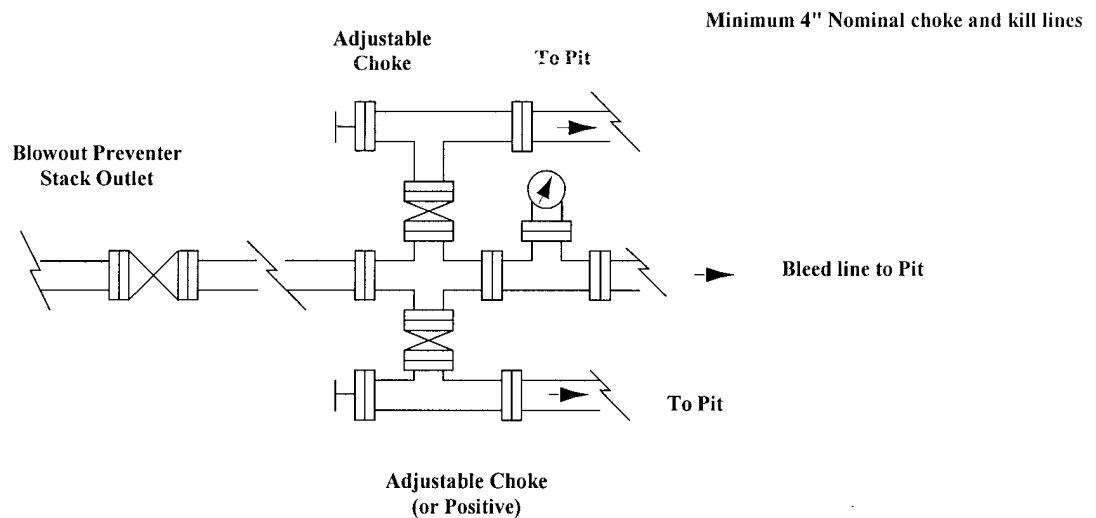 Minimum 4" Nominal choke and kill lines
Adjustable
Choke
To Pit
Blowout Preventer
Stack Outlet
Bleed line to Pit
To Pit
Adjustable Choke
(or Positive)